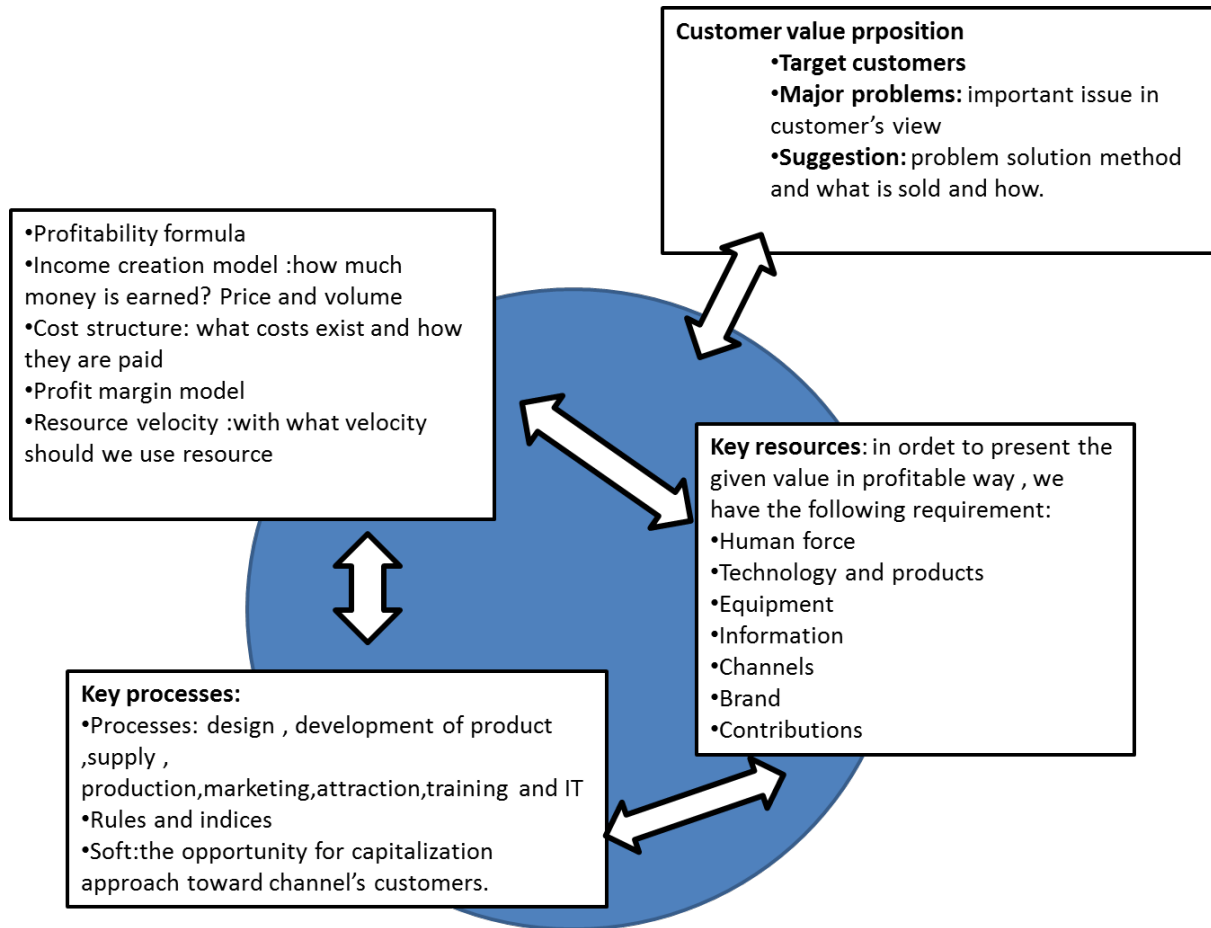 Customer value prposition
•Target customers
•Major problems: important issue in
customer’s view
•Suggestion: problem solution method
and what is sold and how.
•Profitability formula
•Income creation model :how much
money is earned? Price and volume
•Cost structure: what costs exist and how
they are paid
•Profit margin model
•Resource velocity :with what velocity
should we use resource
Key resources: in ordet to present the
given value in profitable way , we
have the following requirement:
•Human force
•Technology and products
•Equipment
•Information
•Channels
•Brand
•Contributions
Key processes:
•Processes: design , development of product
,supply ,
production,marketing,attraction,training and IT
•Rules and indices
•Soft:the opportunity for capitalization
approach toward channel’s customers.